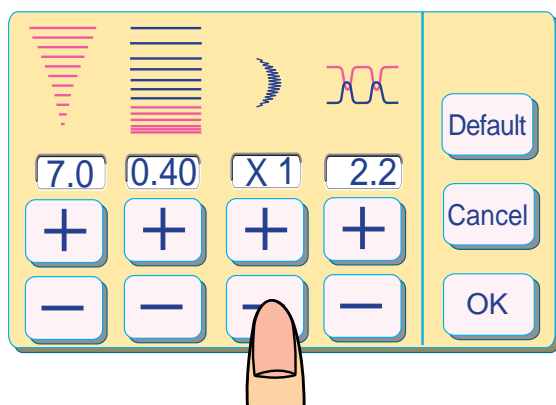 7.0 0.40 X 1 2.2
+ + + +
− − − −
Default
Cancel
OK